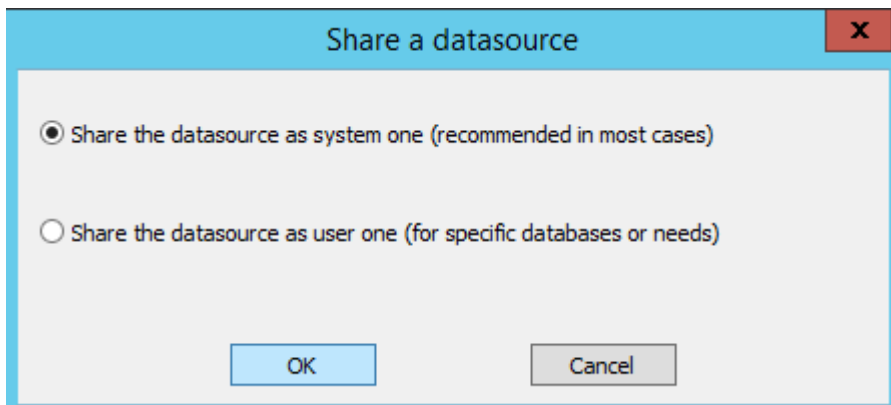 Share a datasource
x
Share the datasource as system one (recommended in most cases)
Share the datasource as user one (for specific databases or needs)
OK
Cancel